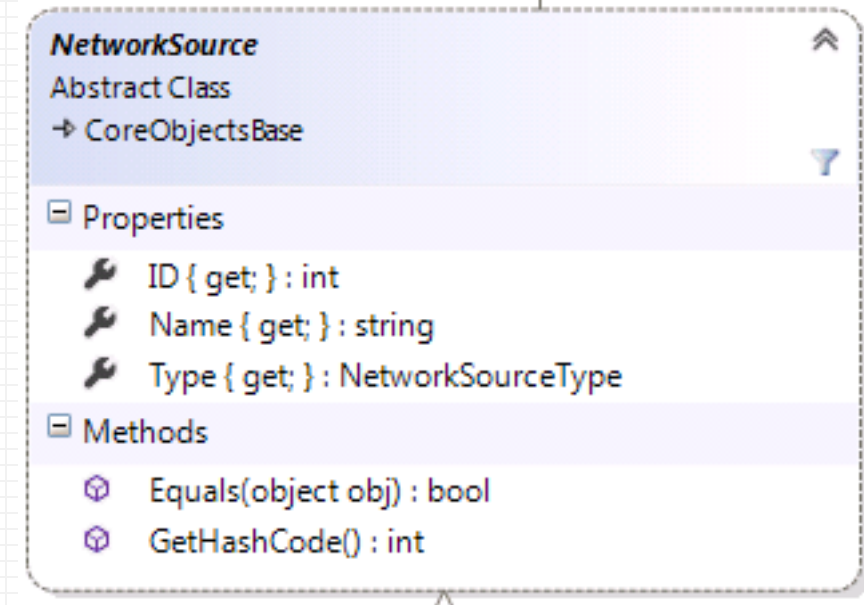 NetworkSource
Abstract Class
CoreObjectsBase
Properties
ID { get; } : int
Name { get; } : string
Type { get; } : NetworkSourceType
Methods
Equals(object obj) : bool
GetHashCode() : int